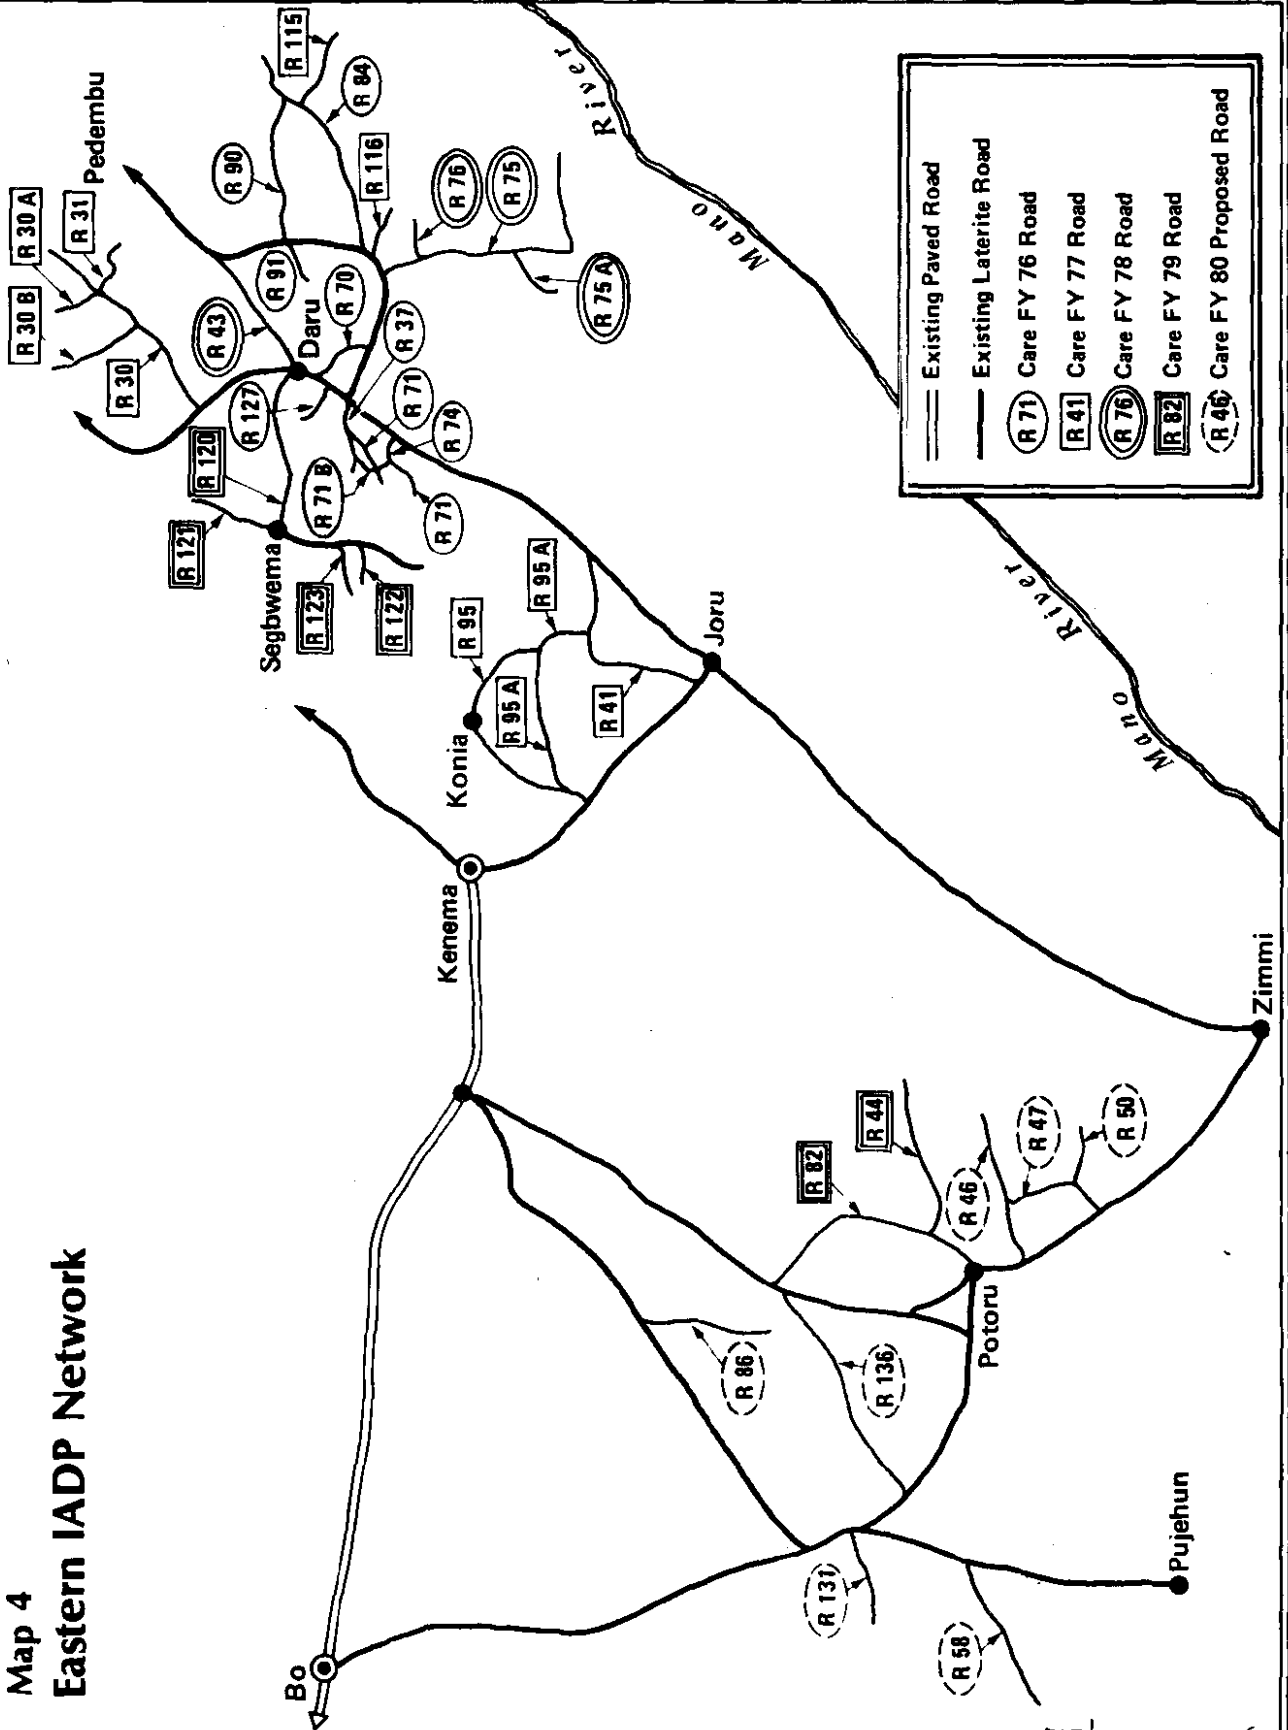 Map 4
Eastern IADP Network
Bo
Kenema
Konia
Segbwema
Daru
Pedembu
Joru
Zimmi
Potoru
Pujehun
Mano River
Mano River
R 30 B
R 30 A
R 31
R 30
R 43
R 115
R 84
R 90
R 116
R 91
R 70
R 37
R 76
R 75
R 75 A
R 127
R 71
R 74
R 71 B
R 71
R 120
R 121
R 123
R 122
R 95
R 95 A
R 95 A
R 41
R 82
R 44
R 46
R 47
R 50
R 86
R 136
R 131
R 58
Existing Paved Road
Existing Laterite Road
R 71 Care FY 76 Road
R 41 Care FY 77 Road
R 76 Care FY 78 Road
R 82 Care FY 79 Road
R 46 Care FY 80 Proposed Road